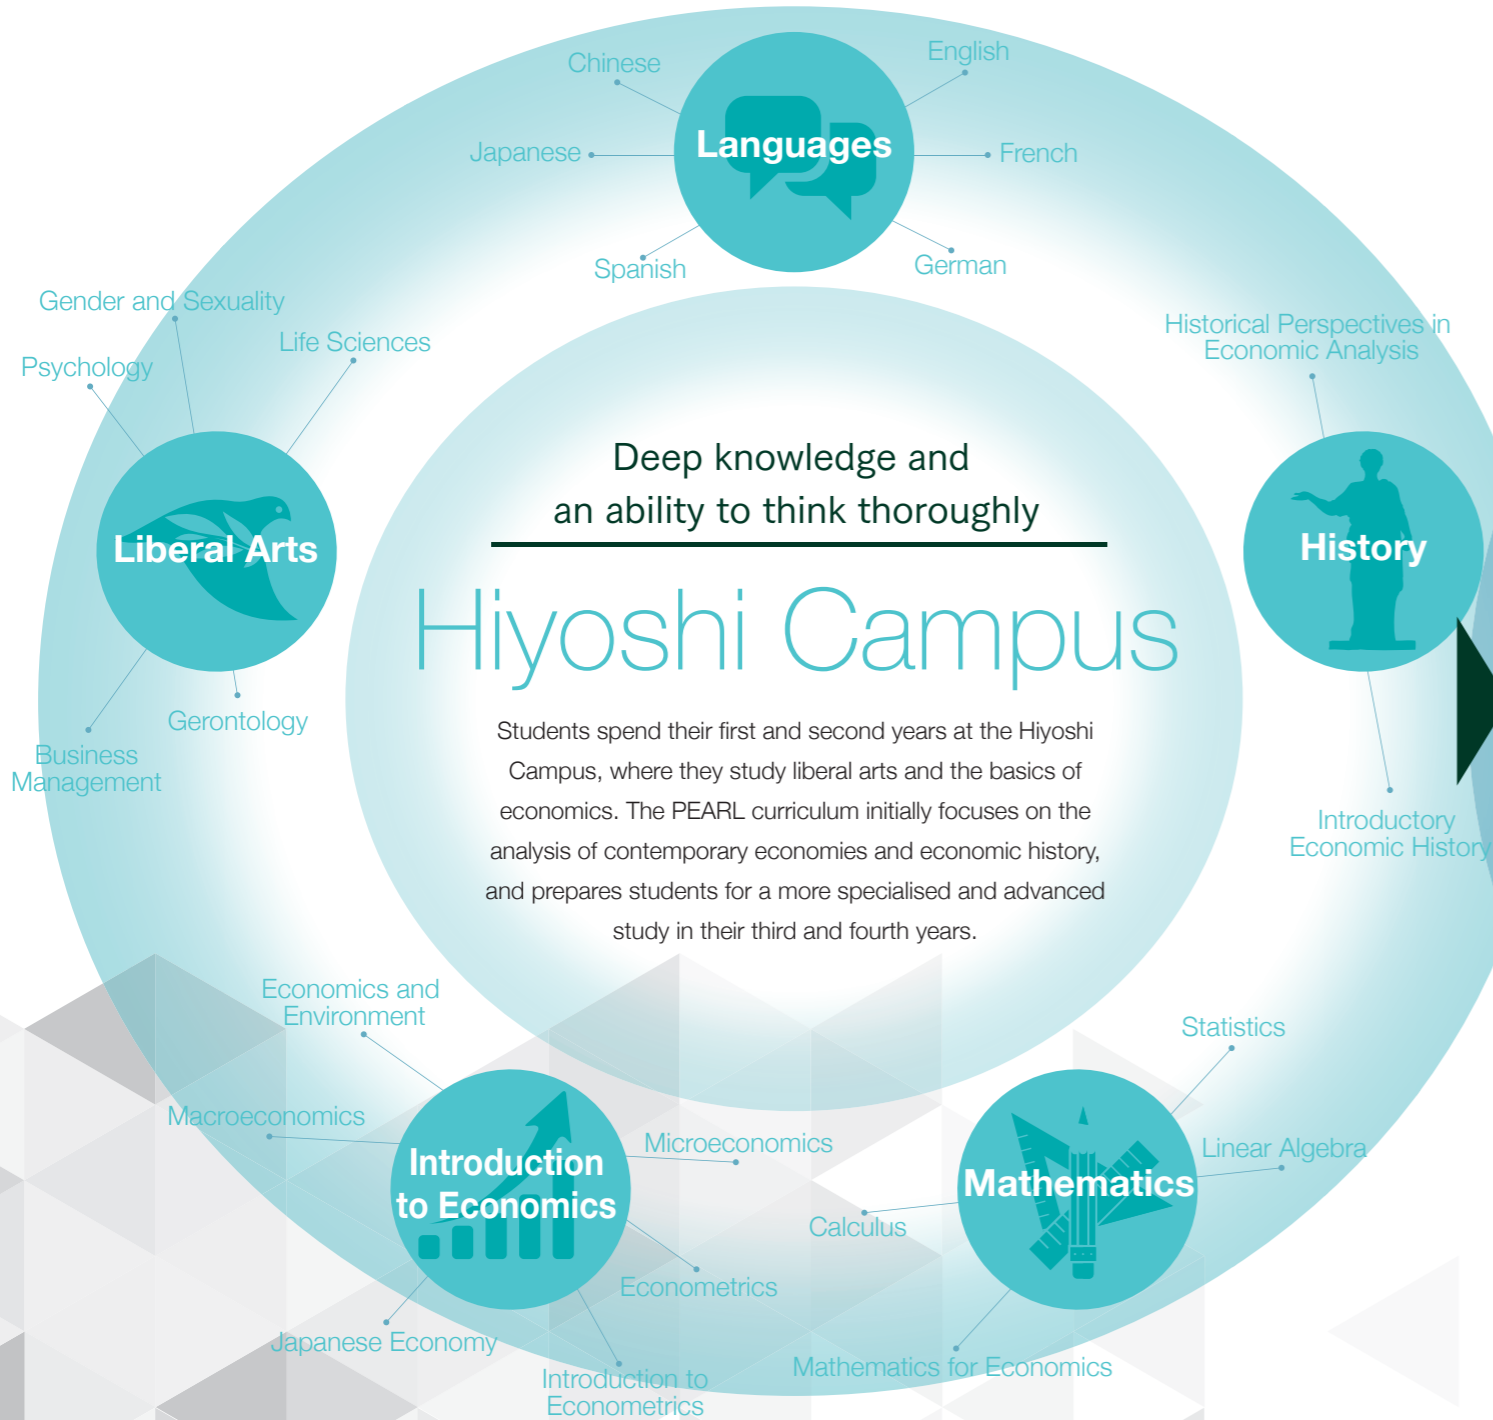 Chinese
English
Languages
Japanese
French
Spanish
German
Gender and Sexuality
Life Sciences
Psychology
Liberal Arts
Gerontology
Business
Management
Historical Perspectives in
Economic Analysis
History
Introductory
Economic History
Deep knowledge and
an ability to think thoroughly
Hiyoshi Campus
Students spend their first and second years at the Hiyoshi
Campus, where they study liberal arts and the basics of
economics. The PEARL curriculum initially focuses on the
analysis of contemporary economies and economic history,
and prepares students for a more specialised and advanced
study in their third and fourth years.
Economics and
Environment
Macroeconomics
Microeconomics
Introduction
to Economics
Econometrics
Japanese Economy
Introduction to
Econometrics
Statistics
Linear Algebra
Mathematics
Calculus
Mathematics for Economics